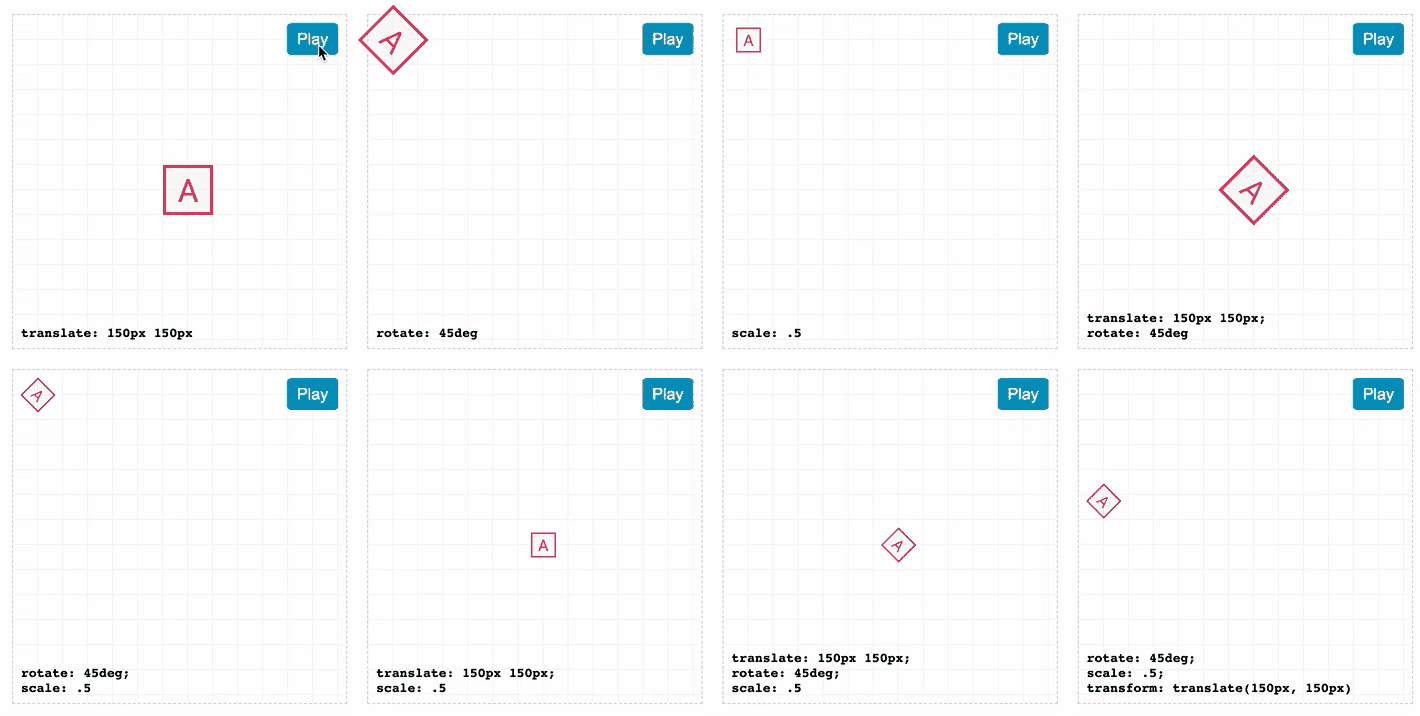 Play
A
translate: 150px 150px
A
Play
rotate: 45deg
A
Play
scale: .5
Play
A
translate: 150px 150px;
rotate: 45deg
A
Play
rotate: 45deg;
scale: .5
Play
A
translate: 150px 150px;
scale: .5
Play
A
translate: 150px 150px;
rotate: 45deg;
scale: .5
Play
A
rotate: 45deg;
scale: .5;
transform: translate(150px, 150px)